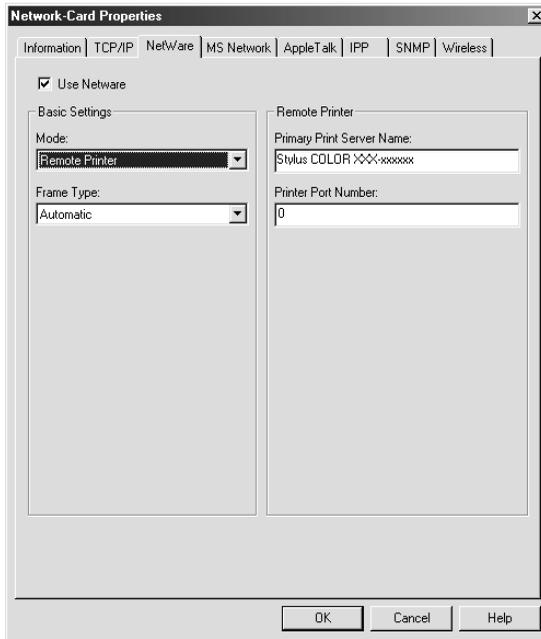 Network-Card Properties
Information TCP/IP NetWare MS Network AppleTalk IPP SNMP Wireless
Use Netware
Basic Settings
Mode:
Remote Printer
Frame Type:
Automatic
Remote Printer
Primary Print Server Name:
Stylus COLOR XXX-xxxxxx
Printer Port Number:
0
OK Cancel Help